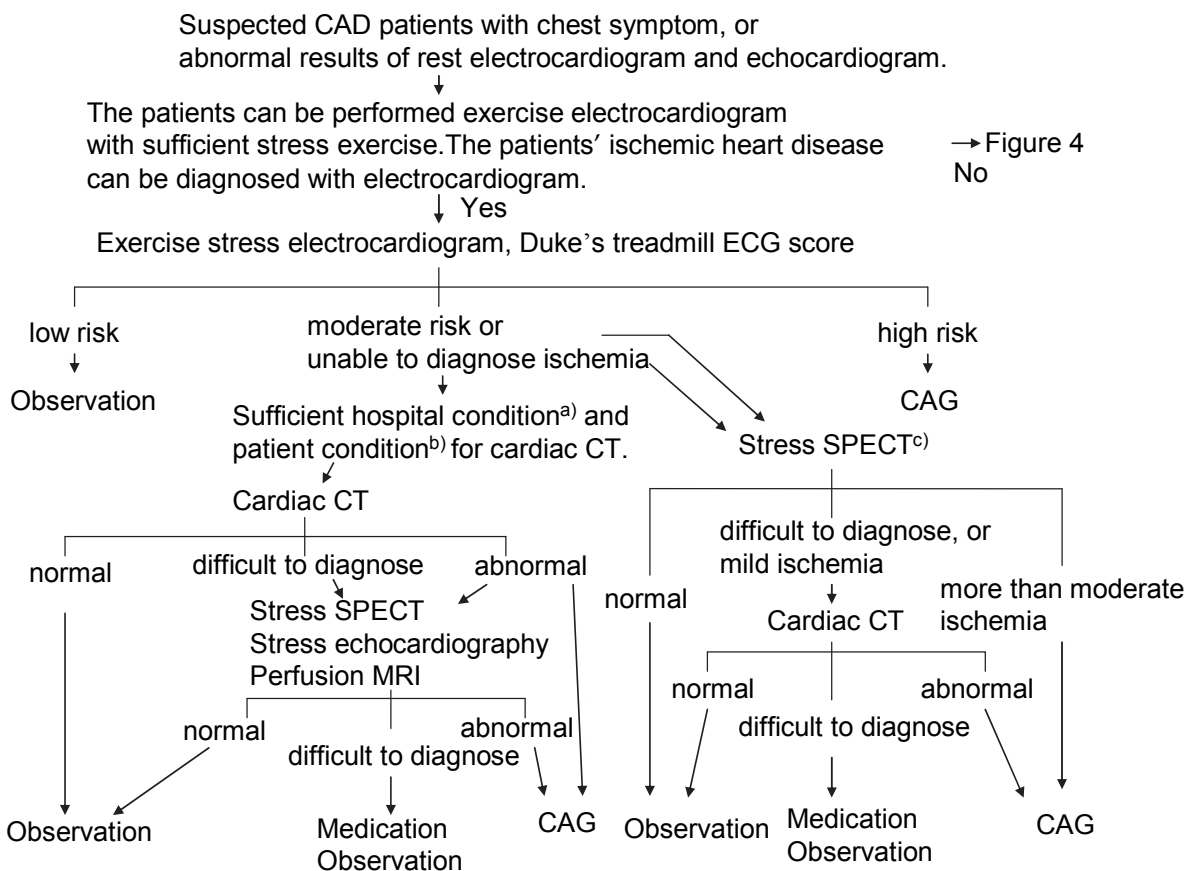 Suspected CAD patients with chest symptom, or
abnormal results of rest electrocardiogram and echocardiogram.
The patients can be performed exercise electrocardiogram
with sufficient stress exercise.The patients′ ischemic heart disease
can be diagnosed with electrocardiogram.
Figure 4
No
Yes
Exercise stress electrocardiogram, Duke’s treadmill ECG score
low risk
Observation
moderate risk or
unable to diagnose ischemia
high risk
CAG
Sufficient hospital condition a) and
patient condition b) for cardiac CT.
Cardiac CT
normal
difficult to diagnose
abnormal
Stress SPECT
Stress echocardiography
Perfusion MRI
normal
difficult to diagnose
abnormal
Observation
Medication
Observation
CAG
Stress SPECT c)
normal
difficult to diagnose, or
mild ischemia
more than moderate
ischemia
Cardiac CT
normal
difficult to diagnose
abnormal
Observation
Medication
Observation
CAG